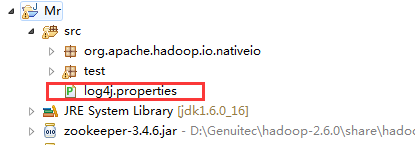 Mr
src
org.apache.hadoop.io.nativeio
test
log4j.properties
JRE System Library [jdk1.6.0_16]
zookeeper-3.4.6.jar - D:\Genuitec\hadoop-2.6.0\share\hado